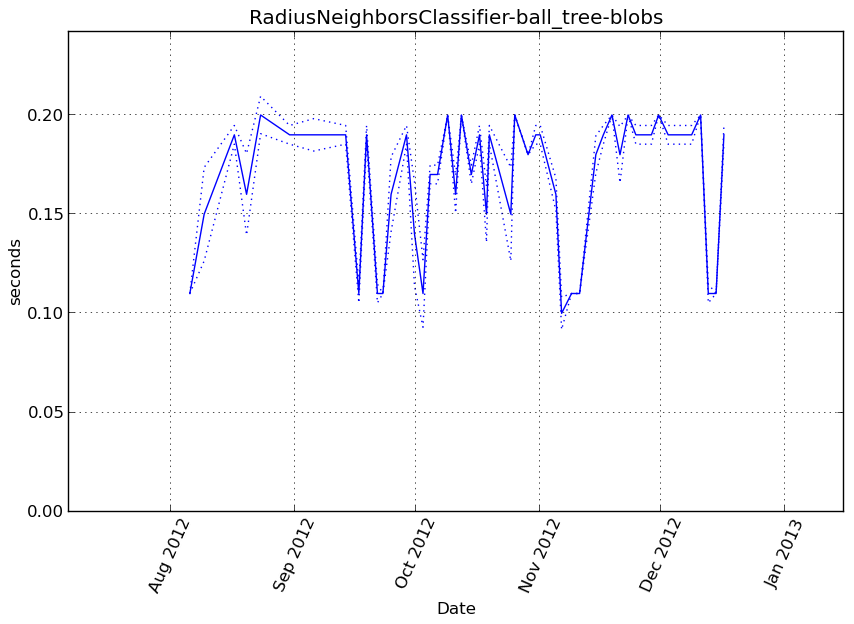 RadiusNeighborsClassifier-ball_tree-blobs
0.20
0.15
0.10
0.05
0.00
seconds
Aug 2012
Sep 2012
Oct 2012
Nov 2012
Dec 2012
Jan 2013
Date